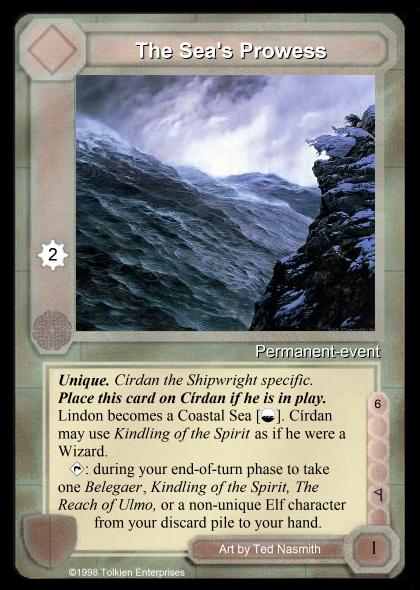 The Sea's Prowess
2
Permanent-event
Unique. Círdan the Shipwright specific.
Place this card on Círdan if he is in play.
Lindon becomes a Coastal Sea [ ]. Círdan
may use Kindling of the Spirit as if he were a
Wizard.
: during your end-of-turn phase to take
one Belegaer, Kindling of the Spirit, The
Reach of Ulmo, or a non-unique Elf character
from your discard pile to your hand.
6
Art by Ted Nasmith
1
©1998 Tolkien Enterprises